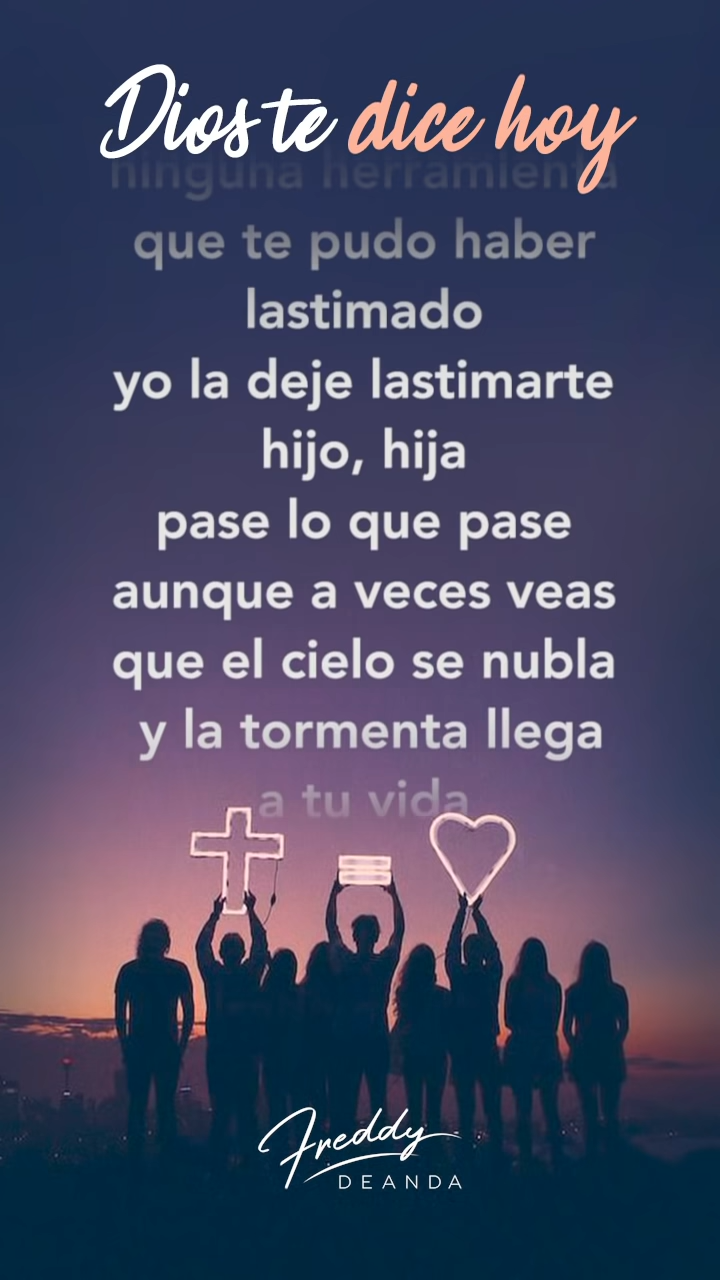 Dios te dice hoy
ninguna herramienta
que te pudo haber
lastimado
yo la deje lastimarte
hijo, hija
pase lo que pase
aunque a veces veas
que el cielo se nubla
y la tormenta llega
a tu vida
Freddy
DEANDA